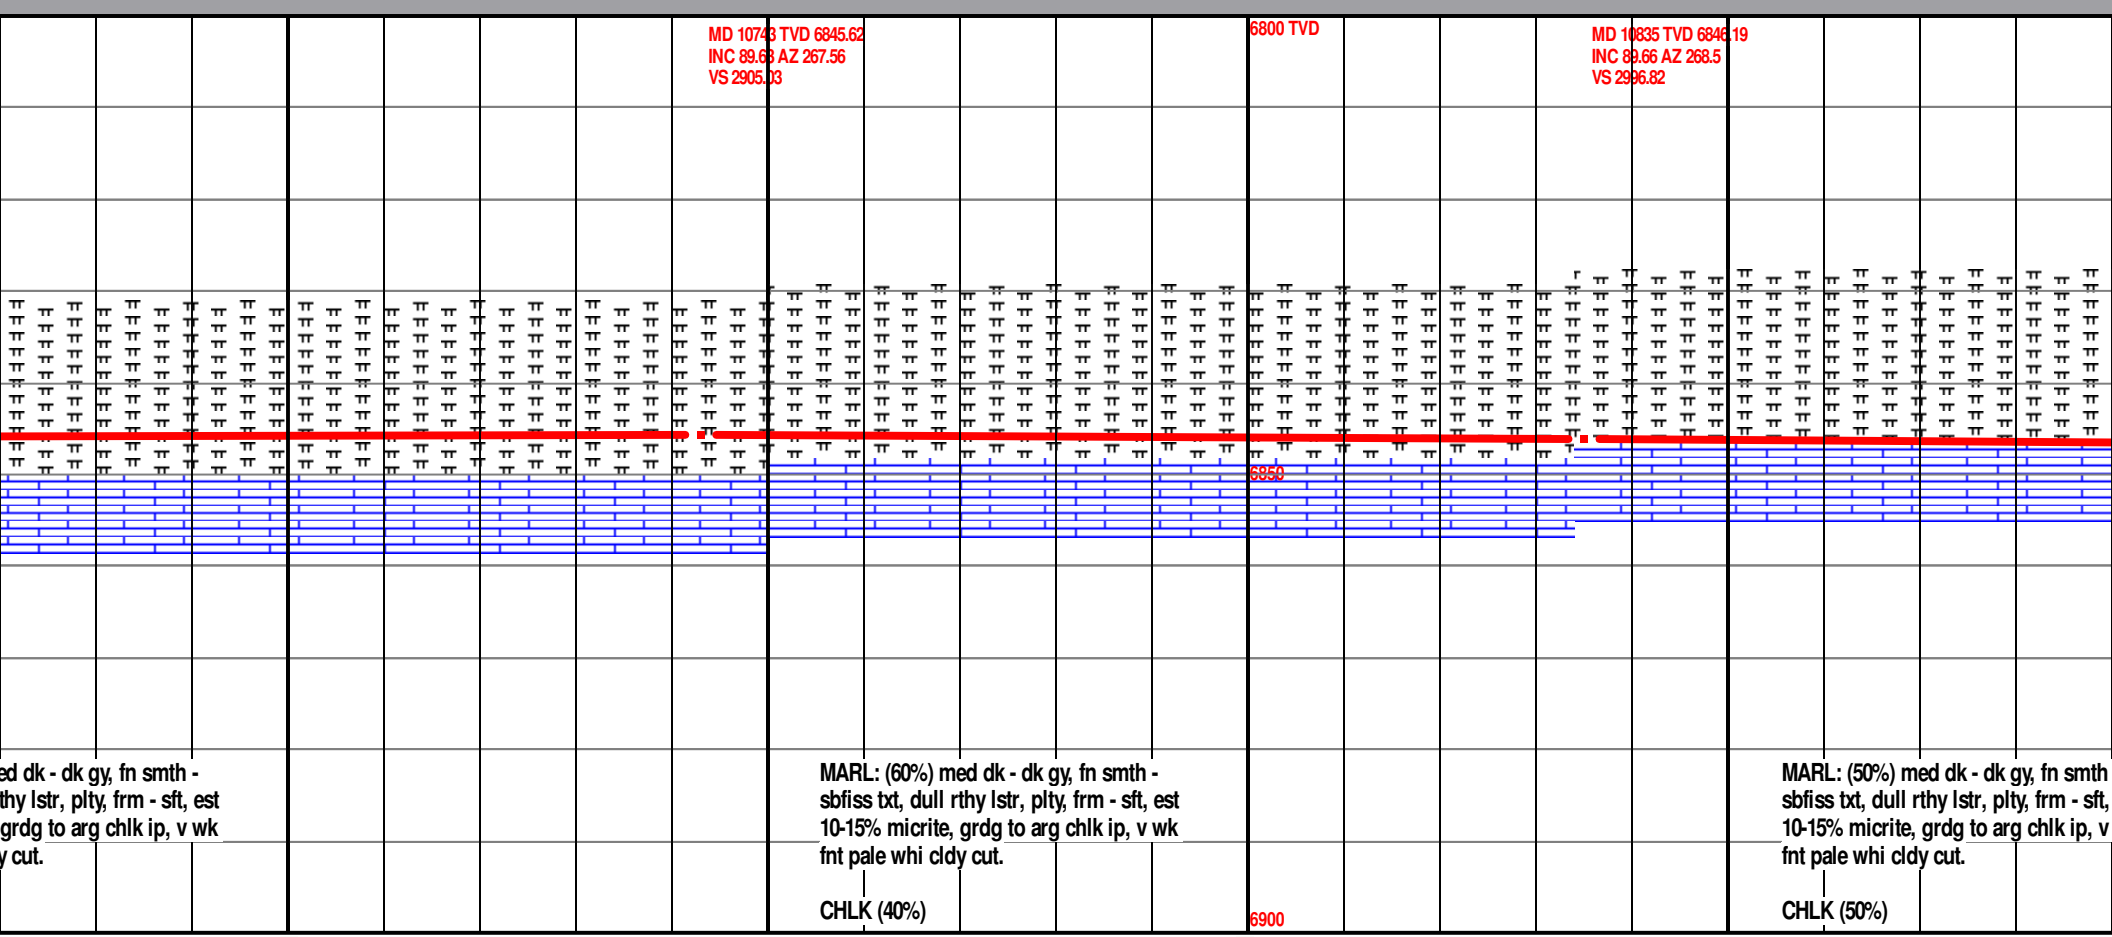 MD 10743 TVD 6845.62
INC 89.63 AZ 267.56
VS 2905.03
6800 TVD
MD 10835 TVD 6846.19
INC 89.66 AZ 268.5
VS 2996.82
6850
ed dk - dk gy, fn smth -
thy lstr, plty, frm - sft, est
grdg to arg chlk ip, v wk
y cut.
MARL: (60%) med dk - dk gy, fn smth -
sbfiss txt, dull rthy lstr, plty, frm - sft, est
10-15% micrite, grdg to arg chlk ip, v wk
fnt pale whi cldy cut.
CHLK (40%)
6900
MARL: (50%) med dk - dk gy, fn smth
sbfiss txt, dull rthy lstr, plty, frm - sft,
10-15% micrite, grdg to arg chlk ip, v
fnt pale whi cldy cut.
CHLK (50%)